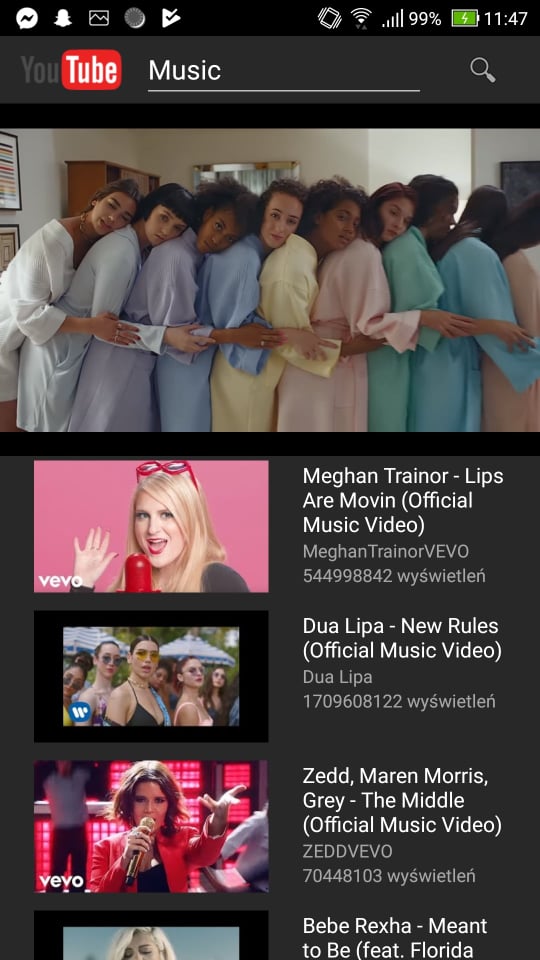 99% 11:47
YouTube Music
Meghan Trainor - Lips
Are Movin (Official
Music Video)
MeghanTrainorVEVO
544998842 wyświetleń
vevo
Dua Lipa - New Rules
(Official Music Video)
Dua Lipa
1709608122 wyświetleń
Zedd, Maren Morris,
Grey - The Middle
(Official Music Video)
ZEDDVEVO
70448103 wyświetleń
vevo
Bebe Rexha - Meant
to Be (feat. Florida